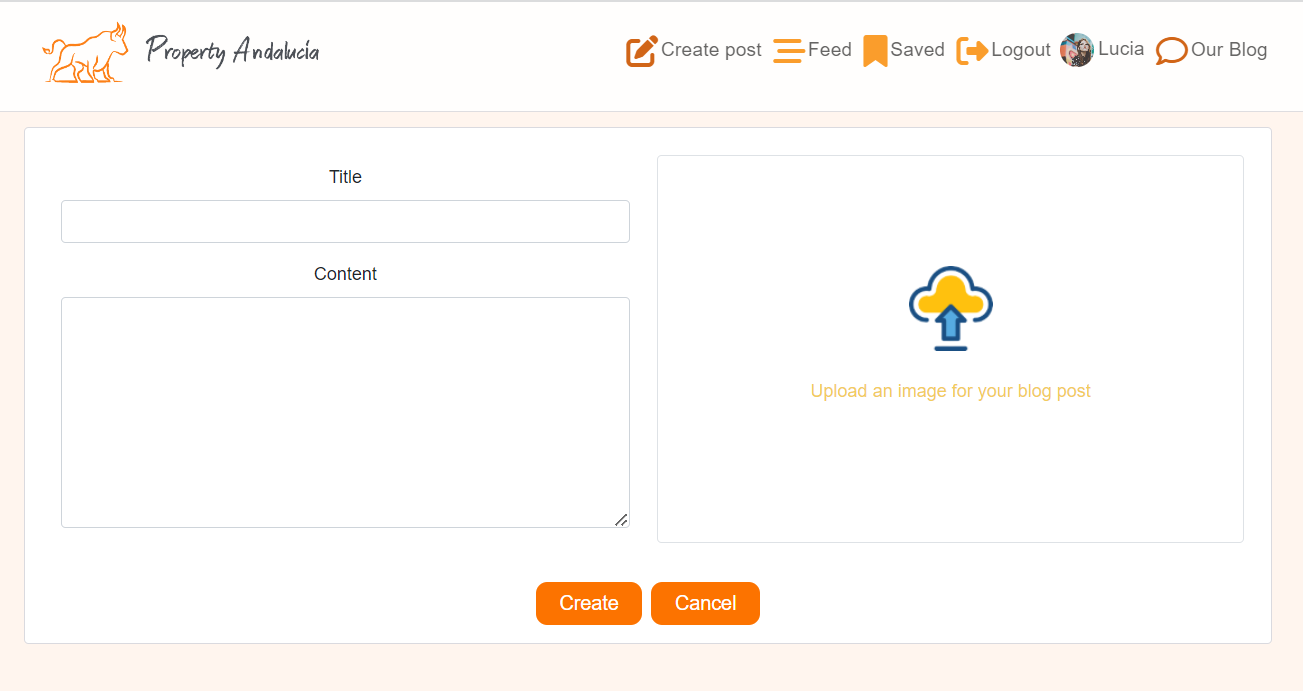 Property Andalucía
Create post Feed Saved Logout Lucia Our Blog
Title
Content
Upload an image for your blog post
Create Cancel